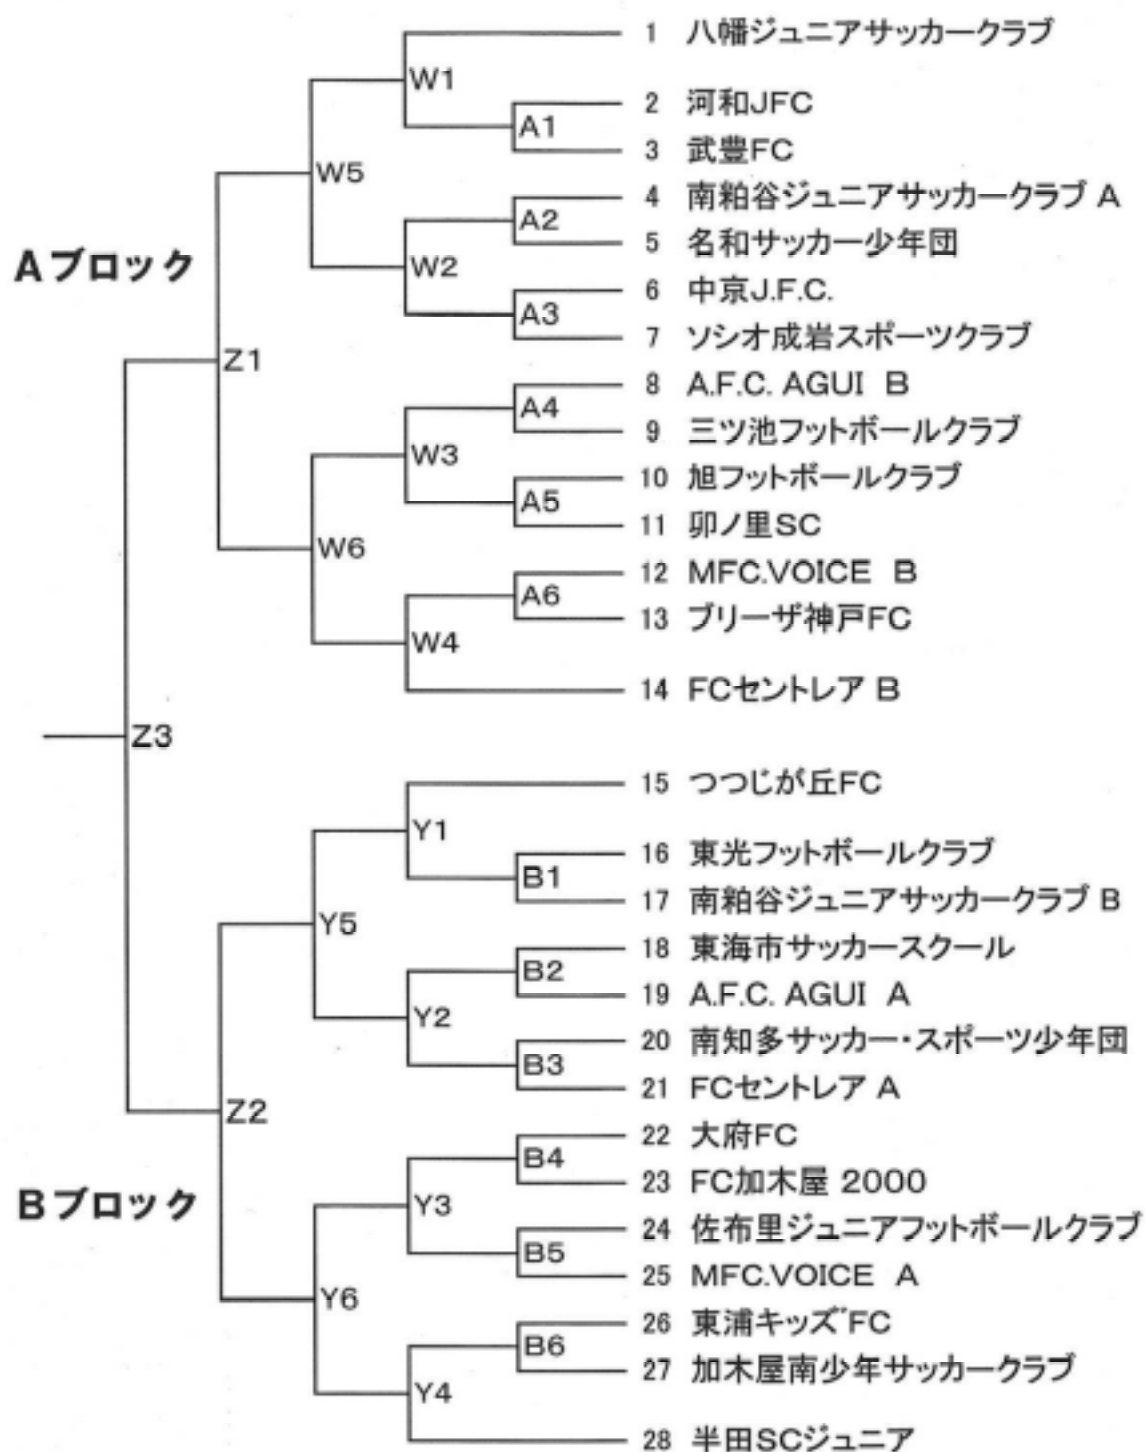 1 八幡ジュニアサッカークラブ
W1
2 河和JFC
A1
3 武豊FC
W5
4 南粕谷ジュニアサッカークラブ A
A2
5 名和サッカー少年団
Aブロック
W2
6 中京J.F.C.
A3
7 ソシオ成岩スポーツクラブ
Z1
8 A.F.C. AGUI B
A4
9 三ツ池フットボールクラブ
W3
10 旭フットボールクラブ
A5
11 卯ノ里SC
W6
12 MFC.VOICE B
A6
13 ブリーザ神戸FC
W4
14 FCセントレア B
Z3
15 つつじが丘FC
Y1
16 東光フットボールクラブ
B1
17 南粕谷ジュニアサッカークラブ B
Y5
18 東海市サッカースクール
B2
19 A.F.C. AGUI A
Y2
20 南知多サッカー・スポーツ少年団
B3
21 FCセントレア A
Z2
22 大府FC
B4
23 FC加木屋 2000
Bブロック
Y3
24 佐布里ジュニアフットボールクラブ
B5
25 MFC.VOICE A
Y6
26 東浦キッズFC
B6
27 加木屋南少年サッカークラブ
Y4
28 半田SCジュニア